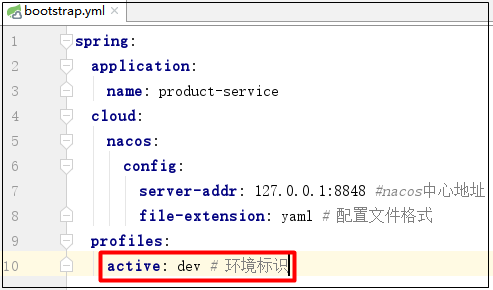 bootstrap.yml ×
1 spring:
2   application:
3     name: product-service
4   cloud:
5     nacos:
6       config:
7         server-addr: 127.0.0.1:8848 #nacos中心地址
8         file-extension: yaml # 配置文件格式
9   profiles:
10     active: dev # 环境标识